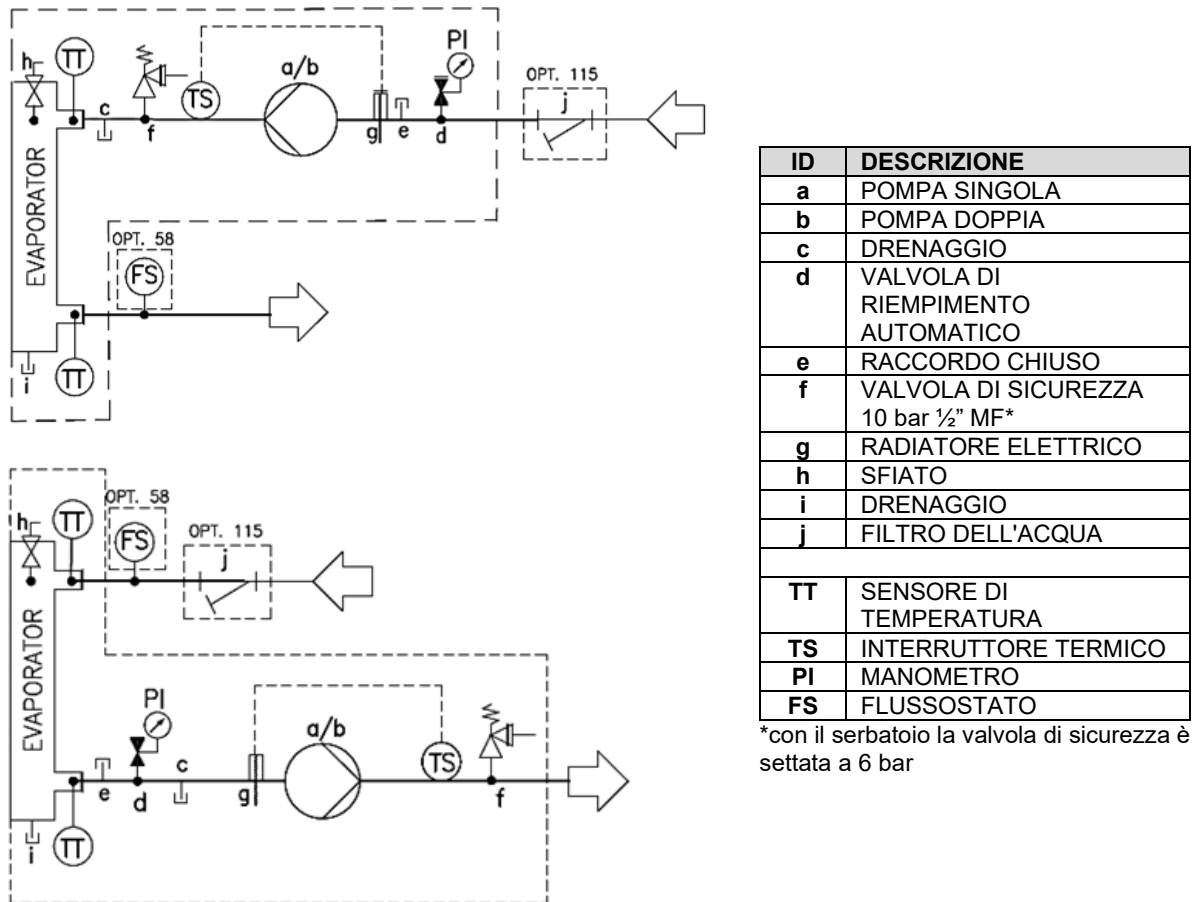 h
TT
c
f
TS
a/b
g
e
PI
d
OPT. 115
j
EVAPORATOR
OPT. 58
FS
i
TT
h
TT
OPT. 58
FS
OPT. 115
j
EVAPORATOR
PI
e
d
c
g
a/b
TS
f
i
TT
ID DESCRIZIONE
a POMPA SINGOLA
b POMPA DOPPIA
c DRENAGGIO
d VALVOLA DI
RIEMPIMENTO
AUTOMATICO
e RACCORDO CHIUSO
f VALVOLA DI SICUREZZA
10 bar ½” MF*
g RADIATORE ELETTRICO
h SFIATO
i DRENAGGIO
j FILTRO DELL'ACQUA
TT SENSORE DI
TEMPERATURA
TS INTERRUTTORE TERMICO
PI MANOMETRO
FS FLUSSOSTATO
*con il serbatoio la valvola di sicurezza è
settata a 6 bar